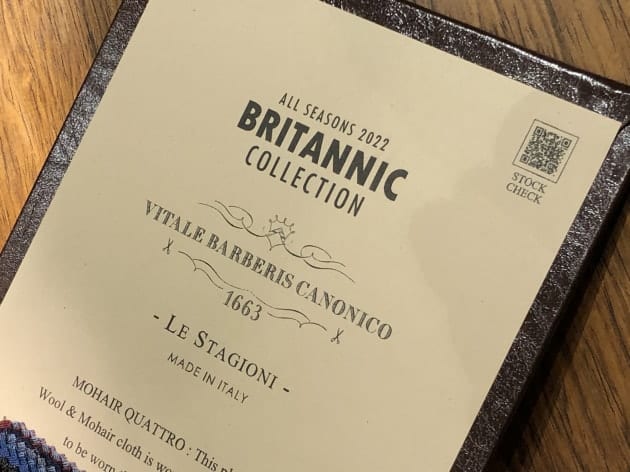 ALL SEASONS 2022
BRITANNIC
COLLECTION
STOCK
CHECK
VITALE BARBERIS CANONICO
1663
- LE STAGIONI -
MADE IN ITALY
MOHAIR QUATTRO : This
Wool & Mohair cloth is
to be worn